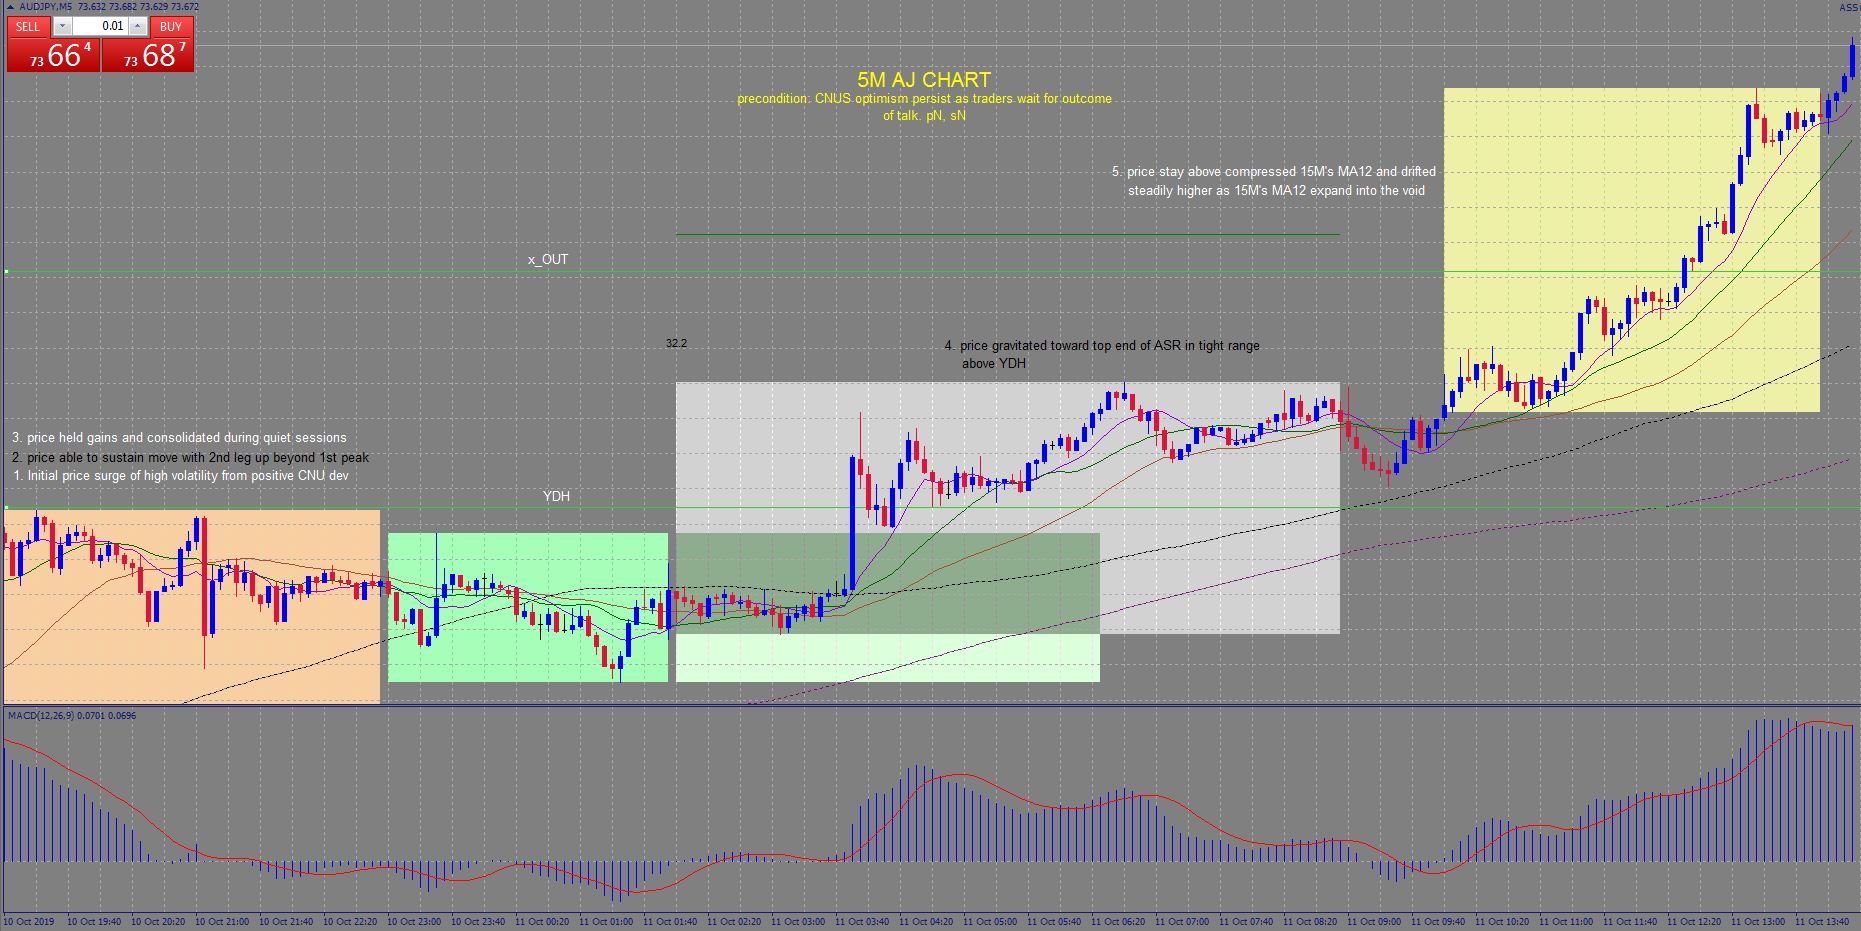 AUDJPY,M5 73.632 73.682 73.629 73.672
ASS
SELL 0.01 BUY
73 66 4 73 68 7
5M AJ CHART
precondition: CNUS optimism persist as traders wait for outcome
of talk. pN, sN
5. price stay above compressed 15M's MA12 and drifted
steadily higher as 15M's MA12 expand into the void
x_OUT
32.2
4. price gravitated toward top end of ASR in tight range
above YDH
3. price held gains and consolidated during quiet sessions
2. price able to sustain move with 2nd leg up beyond 1st peak
1. Initial price surge of high volatility from positive CNU dev
YDH
MACD(12,26,9) 0.0701 0.0696
10 Oct 2019 10 Oct 19:40 10 Oct 20:20 10 Oct 21:00 10 Oct 21:40 10 Oct 22:20 10 Oct 23:00 10 Oct 23:40 11 Oct 00:20 11 Oct 01:00 11 Oct 01:40 11 Oct 02:20 11 Oct 03:00 11 Oct 03:40 11 Oct 04:20 11 Oct 05:00 11 Oct 05:40 11 Oct 06:20 11 Oct 07:00 11 Oct 07:40 11 Oct 08:20 11 Oct 09:00 11 Oct 09:40 11 Oct 10:20 11 Oct 11:00 11 Oct 11:40 11 Oct 12:20 11 Oct 13:00 11 Oct 13:40